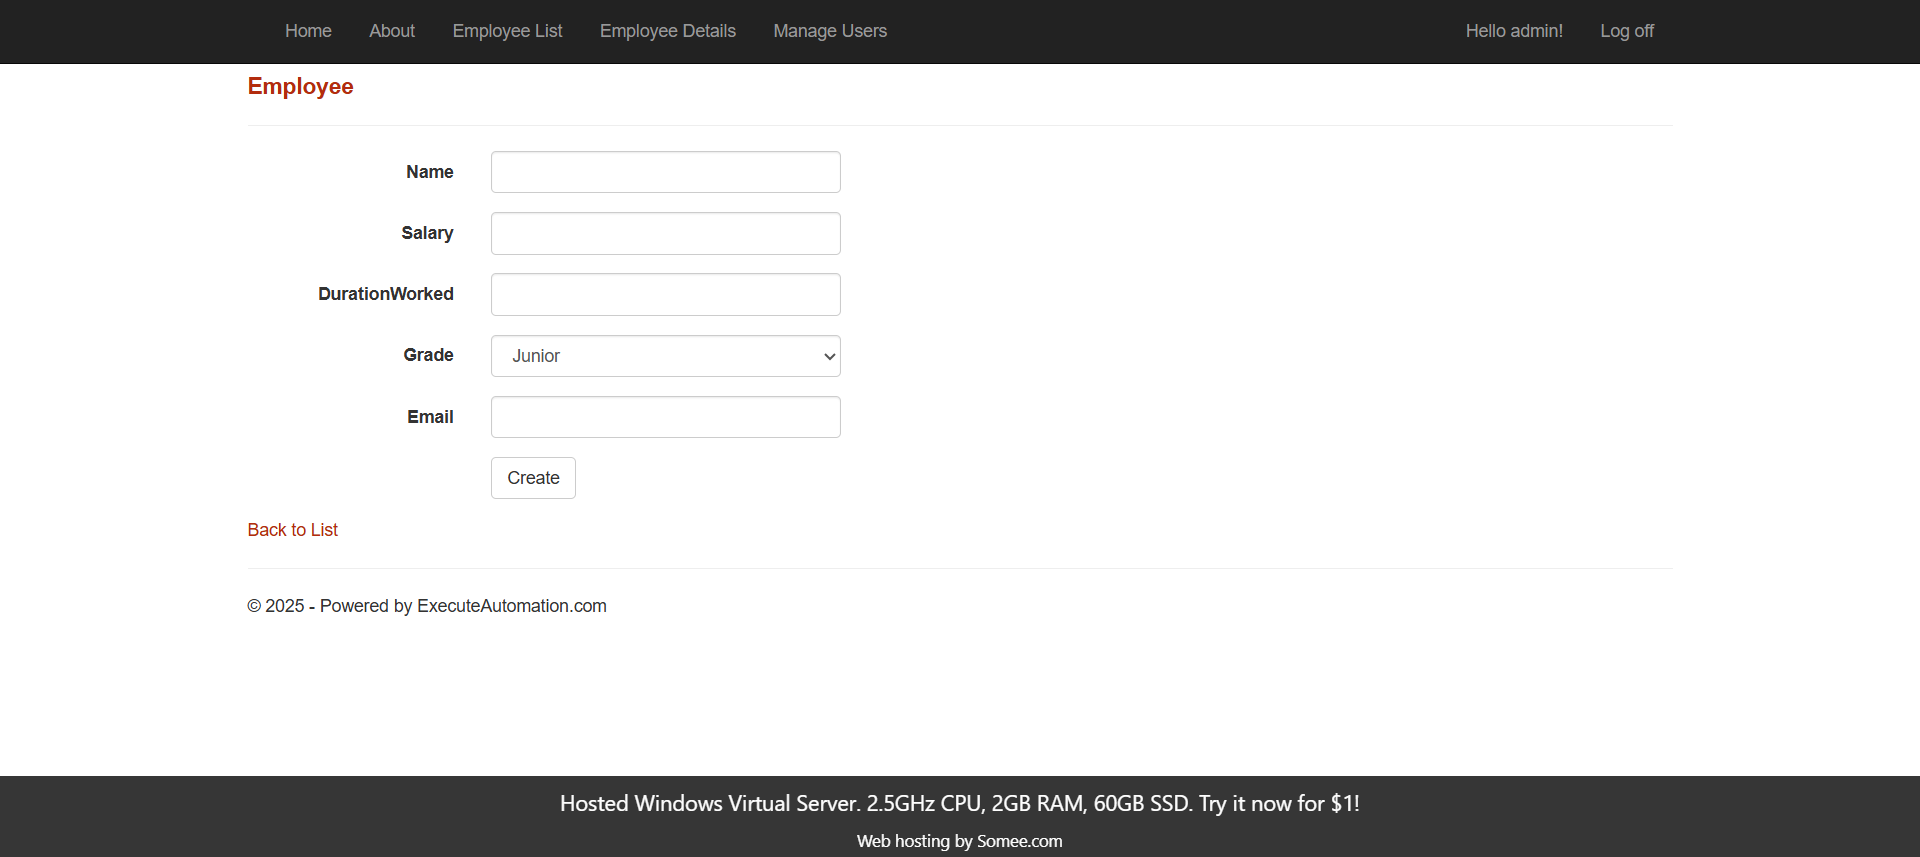 Home About Employee List Employee Details Manage Users Hello admin! Log off
Employee
Name
Salary
DurationWorked
Grade Junior
Email
Create
Back to List
© 2025 - Powered by ExecuteAutomation.com
Hosted Windows Virtual Server. 2.5GHz CPU, 2GB RAM, 60GB SSD. Try it now for $1!
Web hosting by Somee.com